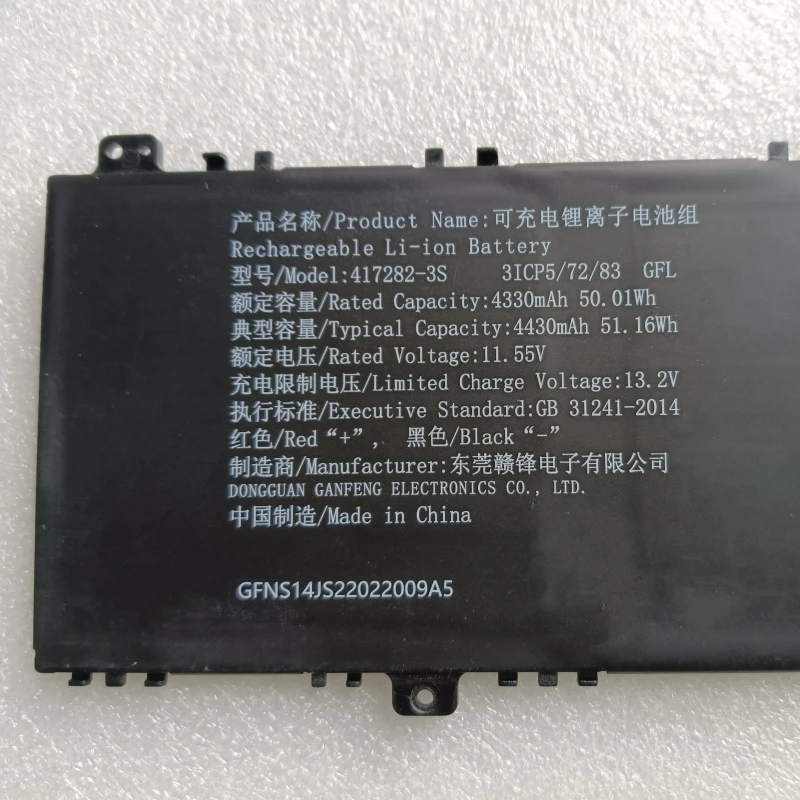 产品名称/Product Name:可充电锂离子电池组
Rechargeable Li-ion Battery
型号/Model:417282-3S 3ICP5/72/83 GFL
额定容量/Rated Capacity:4330mAh 50.01Wh
典型容量/Typical Capacity:4430mAh 51.16Wh
额定电压/Rated Voltage:11.55V
充电限制电压/Limited Charge Voltage:13.2V
执行标准/Executive Standard:GB 31241-2014
红色/Red“+”, 黑色/Black“-”
制造商/Manufacturer:东莞赣锋电子有限公司
DONGGUAN GANFENG ELECTRONICS CO., LTD.
中国制造/Made in China
GFNS14JS22022009A5